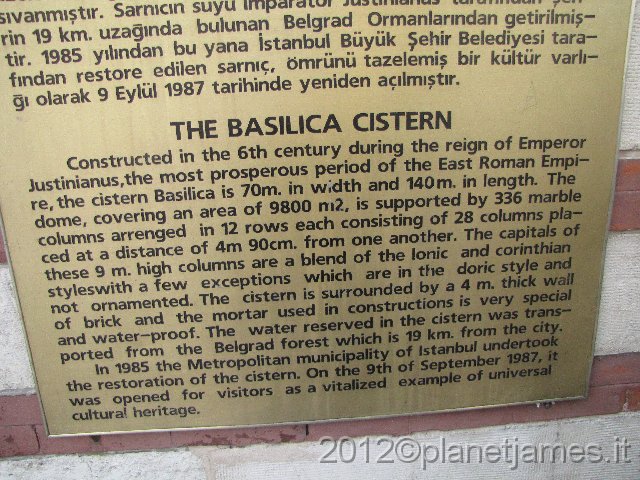 sıvanmıştır. Sarnıcın suyu İmparator Justinianus tarafından
rin 19 km. uzağında bulunan Belgrad Ormanlarından getirilmiş-
tir. 1985 yılından bu yana İstanbul Büyük Şehir Belediyesi tara-
fından restore edilen sarnıç, ömrünü tazelemiş bir kültür varlı-
ğı olarak 9 Eylül 1987 tarihinde yeniden açılmıştır.
THE BASILICA CISTERN
Constructed in the 6th century during the reign of Emperor
Justinianus,the most prosperous period of the East Roman Empi-
re, the cistern Basilica is 70m. in width and 140m. in length. The
dome, covering an area of 9800 m2, is supported by 336 marble
columns arrenged in 12 rows each consisting of 28 columns pla-
ced at a distance of 4m 90cm. from one another. The capitals of
these 9 m. high columns are a blend of the Ionic and corinthian
styleswith a few exceptions which are in the doric style and
not ornamented. The cistern is surrounded by a 4 m. thick wall
of brick and the mortar used in constructions is very special
and water-proof. The water reserved in the cistern was trans-
ported from the Belgrad forest which is 19 km. from the city.
In 1985 the Metropolitan municipality of Istanbul undertook
the restoration of the cistern. On the 9th of September 1987, it
was opened for visitors as a vitalized example of universal
cultural heritage.
2012©planetjames.it